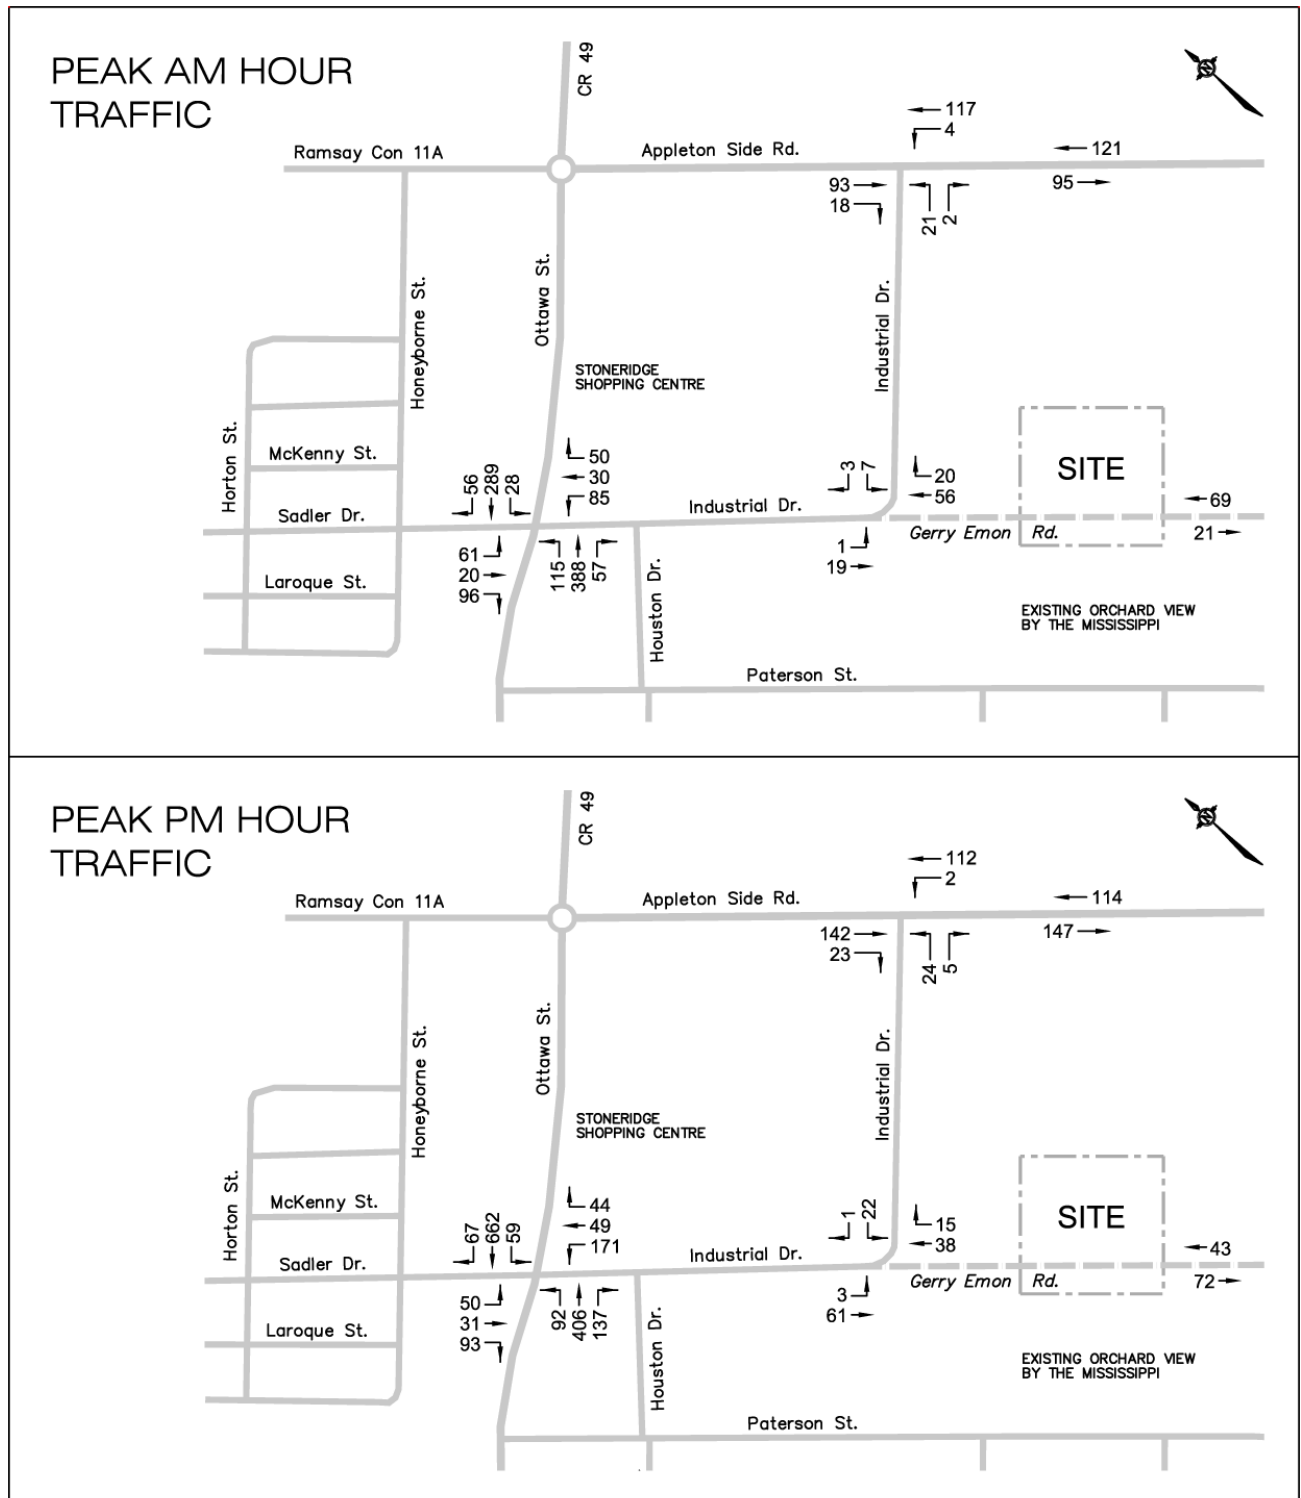 PEAK AM HOUR
TRAFFIC
CR 49
117
4
Ramsay Con 11A
Appleton Side Rd.
121
93
95
18
21
2
Honeyborne St.
Ottawa St.
Industrial Dr.
STONERIDGE
SHOPPING CENTRE
Horton St.
McKenny St.
56
289
28
50
30
85
3
7
20
56
SITE
Sadler Dr.
Industrial Dr.
69
61
20
96
115
388
57
1
19
Gerry Emon Rd.
21
Laroque St.
Houston Dr.
EXISTING ORCHARD VIEW
BY THE MISSISSIPPI
Paterson St.
PEAK PM HOUR
TRAFFIC
CR 49
112
2
Ramsay Con 11A
Appleton Side Rd.
114
142
147
23
24
5
Honeyborne St.
Ottawa St.
Industrial Dr.
STONERIDGE
SHOPPING CENTRE
Horton St.
McKenny St.
67
662
59
44
49
171
1
22
15
38
SITE
Sadler Dr.
Industrial Dr.
43
50
31
93
92
406
137
3
61
Gerry Emon Rd.
72
Laroque St.
Houston Dr.
EXISTING ORCHARD VIEW
BY THE MISSISSIPPI
Paterson St.